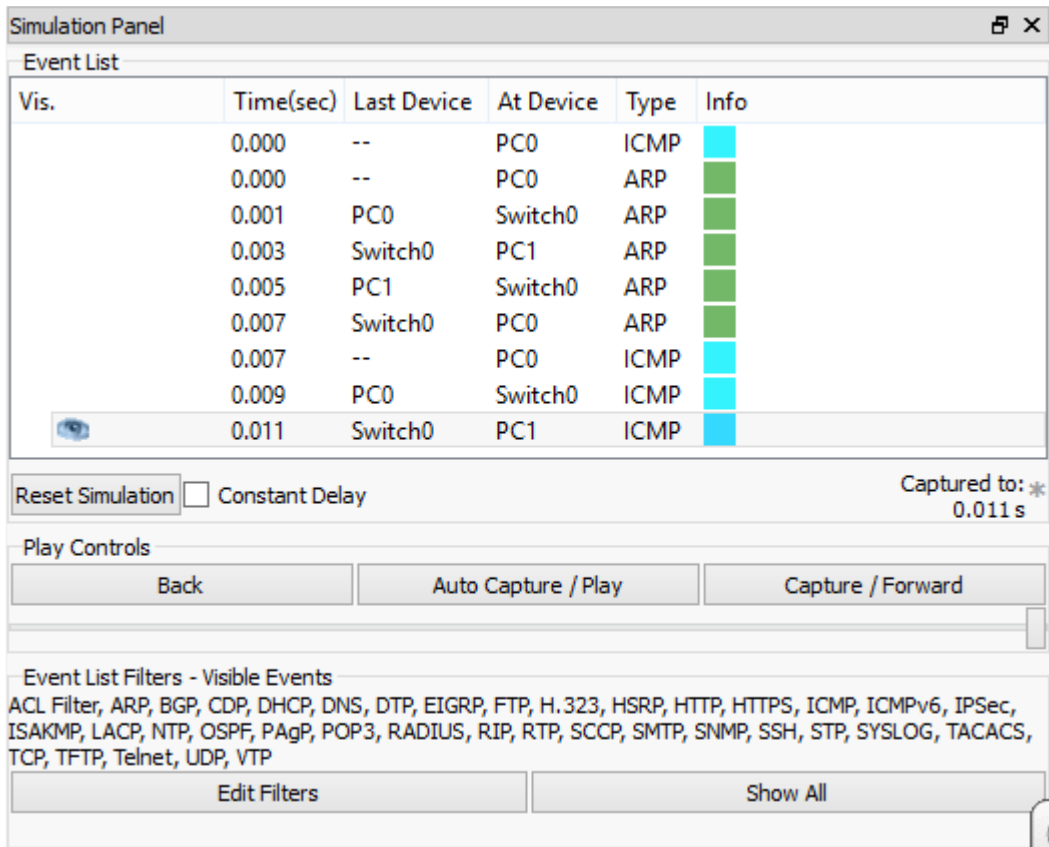 Simulation Panel
Event List
Vis. Time(sec) Last Device At Device Type Info
0.000 -- PC0 ICMP
0.000 -- PC0 ARP
0.001 PC0 Switch0 ARP
0.003 Switch0 PC1 ARP
0.005 PC1 Switch0 ARP
0.007 Switch0 PC0 ARP
0.007 -- PC0 ICMP
0.009 PC0 Switch0 ICMP
0.011 Switch0 PC1 ICMP
Reset Simulation Constant Delay Captured to: *
0.011 s
Play Controls
Back Auto Capture / Play Capture / Forward
Event List Filters - Visible Events
ACL Filter, ARP, BGP, CDP, DHCP, DNS, DTP, EIGRP, FTP, H.323, HSRP, HTTP, HTTPS, ICMP, ICMPv6, IPSec,
ISAKMP, LACP, NTP, OSPF, PAgP, POP3, RADIUS, RIP, RTP, SCCP, SMTP, SNMP, SSH, STP, SYSLOG, TACACS,
TCP, TFTP, Telnet, UDP, VTP
Edit Filters Show All